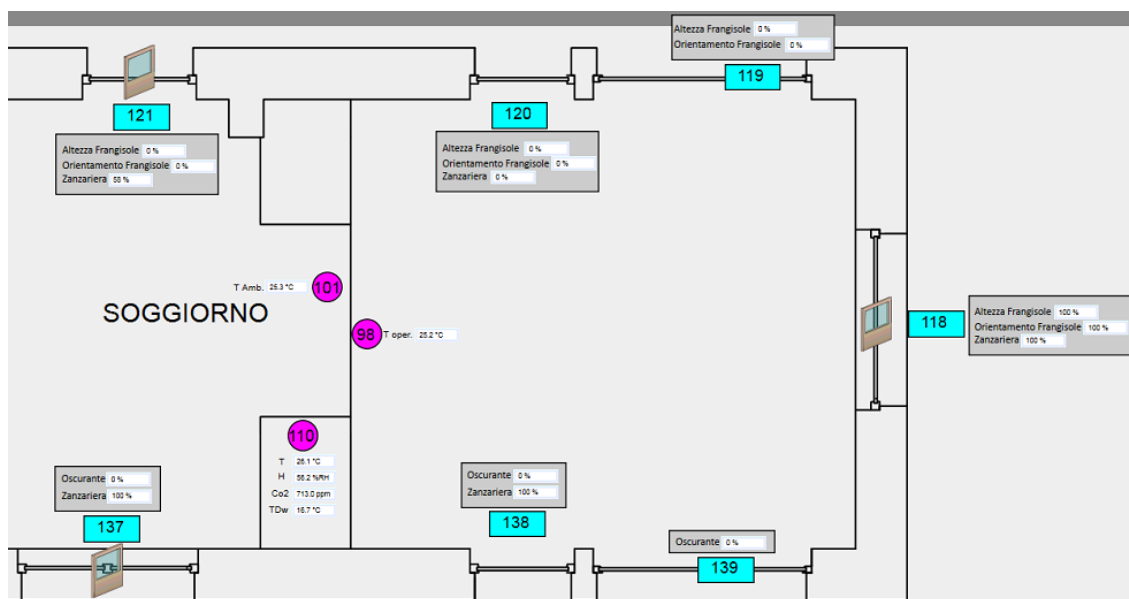 Altezza Frangisole 0 %
Orientamento Frangisole 0 %
119
121
120
Altezza Frangisole 0 %
Orientamento Frangisole 0 %
Zanzariera 58 %
Altezza Frangisole 0 %
Orientamento Frangisole 0 %
Zanzariera 0 %
T Amb. 25.3 °C
101
SOGGIORNO
98
T oper. 25.2 °C
118
Altezza Frangisole 100 %
Orientamento Frangisole 100 %
Zanzariera 100 %
110
T 26.1 °C
H 56.2 %RH
Co2 713.0 ppm
TDw 16.7 °C
Oscurante 0 %
Zanzariera 100 %
137
Oscurante 0 %
Zanzariera 100 %
138
Oscurante 0 %
139